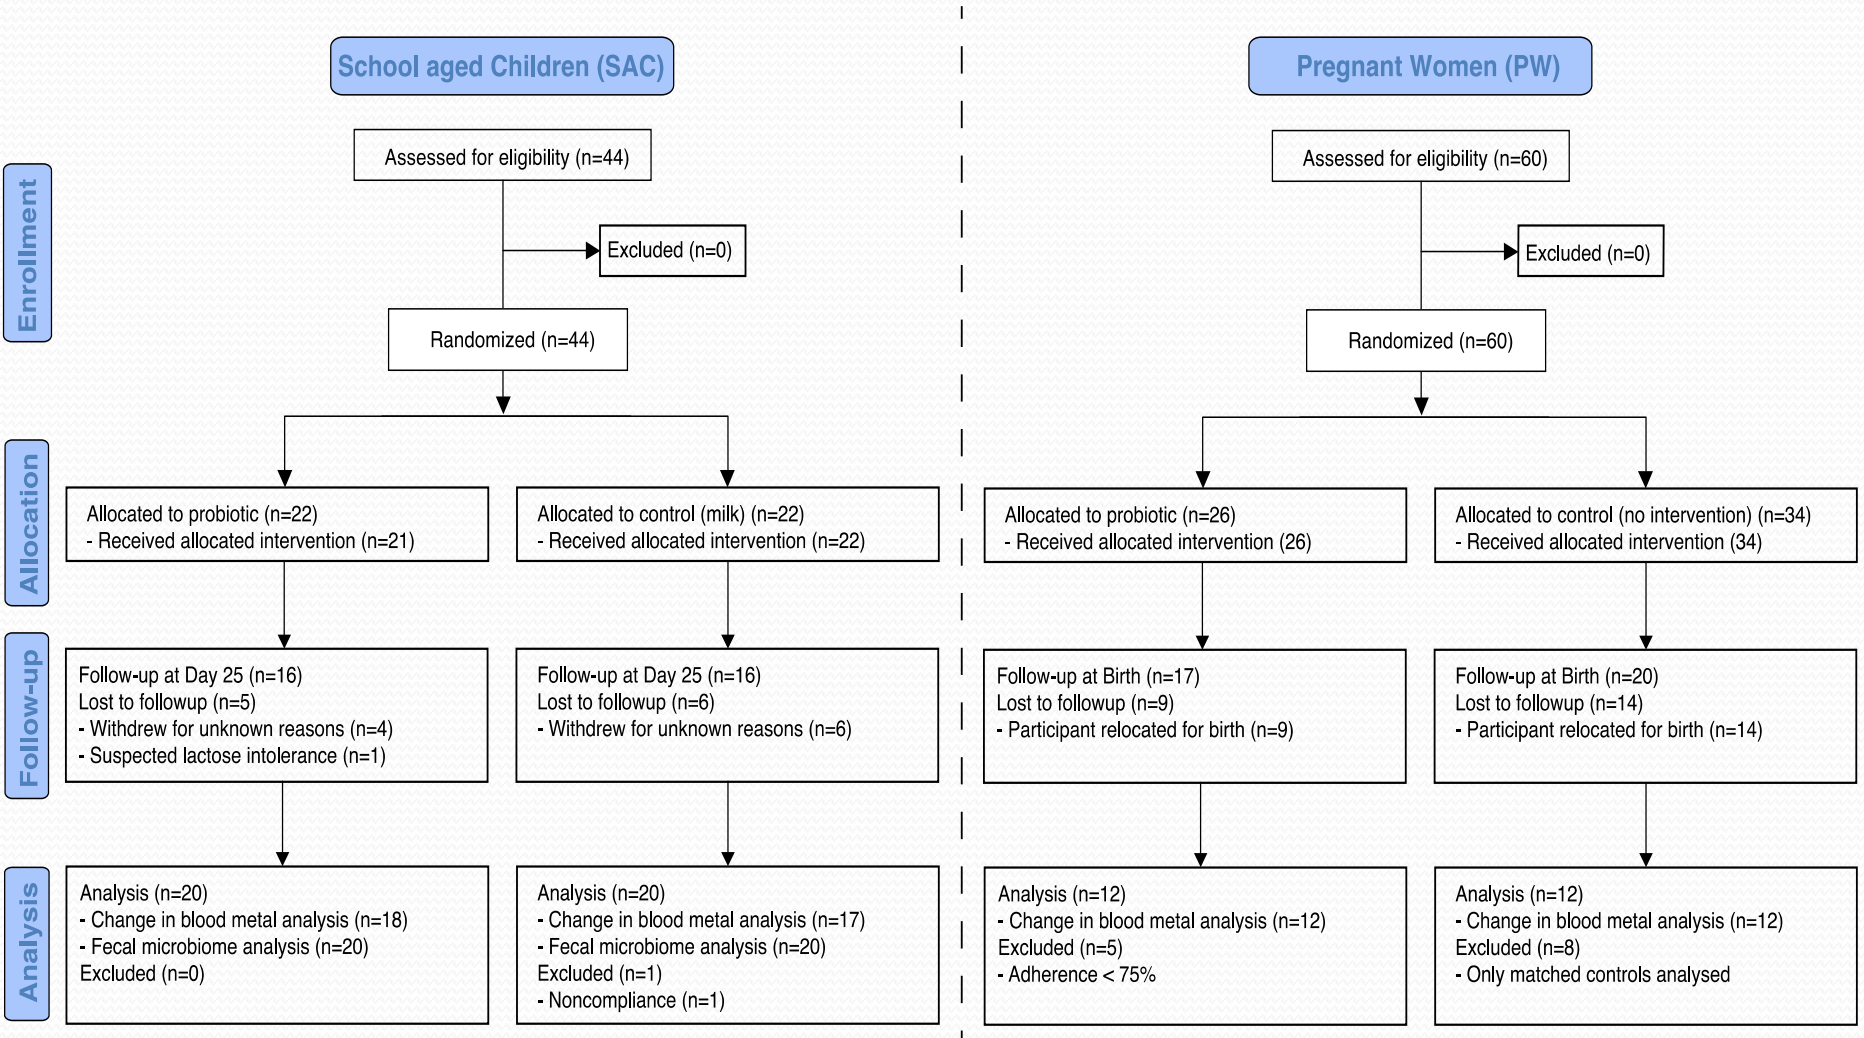 School aged Children (SAC)
Assessed for eligibility (n=44)
Excluded (n=0)
Randomized (n=44)
Pregnant Women (PW)
Assessed for eligibility (n=60)
Excluded (n=0)
Randomized (n=60)
Enrollment
Allocation
Allocated to probiotic (n=22)
- Received allocated intervention (n=21)
Allocated to control (milk) (n=22)
- Received allocated intervention (n=22)
Allocated to probiotic (n=26)
- Received allocated intervention (26)
Allocated to control (no intervention) (n=34)
- Received allocated intervention (34)
Follow-up
Follow-up at Day 25 (n=16)
Lost to followup (n=5)
- Withdrew for unknown reasons (n=4)
- Suspected lactose intolerance (n=1)
Follow-up at Day 25 (n=16)
Lost to followup (n=6)
- Withdrew for unknown reasons (n=6)
Follow-up at Birth (n=17)
Lost to followup (n=9)
- Participant relocated for birth (n=9)
Follow-up at Birth (n=20)
Lost to followup (n=14)
- Participant relocated for birth (n=14)
Analysis
Analysis (n=20)
- Change in blood metal analysis (n=18)
- Fecal microbiome analysis (n=20)
Excluded (n=0)
Analysis (n=20)
- Change in blood metal analysis (n=17)
- Fecal microbiome analysis (n=20)
Excluded (n=1)
- Noncompliance (n=1)
Analysis (n=12)
- Change in blood metal analysis (n=12)
Excluded (n=5)
- Adherence < 75%
Analysis (n=12)
- Change in blood metal analysis (n=12)
Excluded (n=8)
- Only matched controls analysed